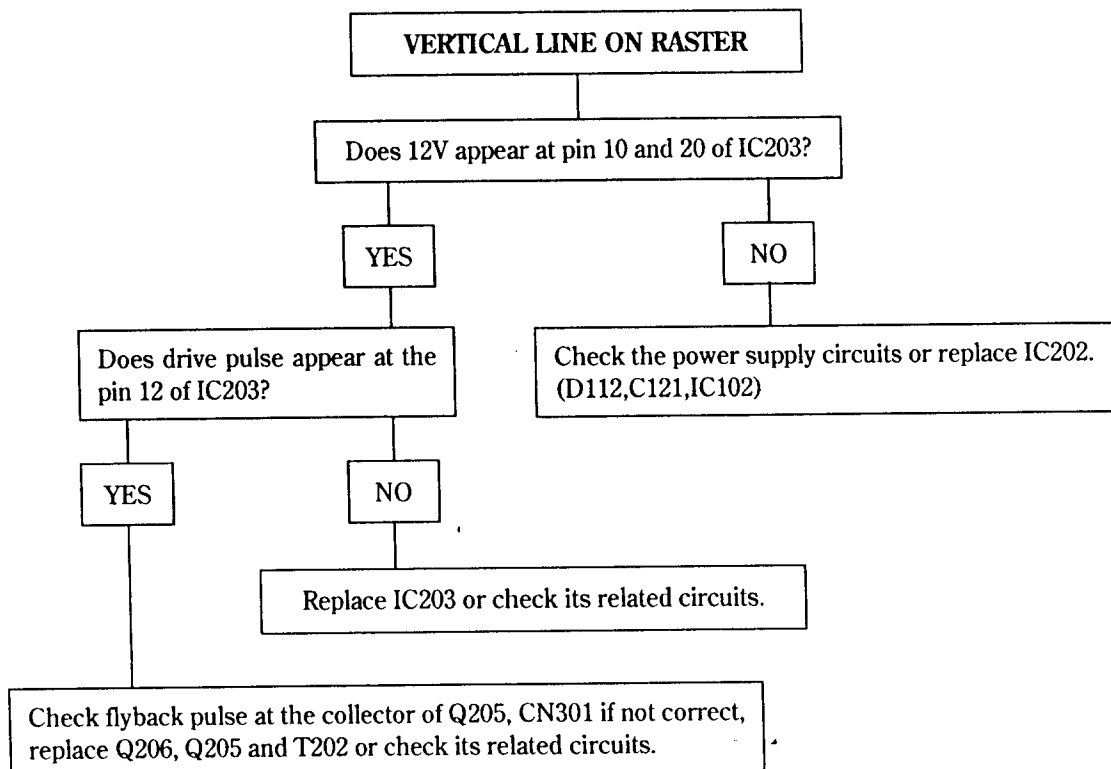 VERTICAL LINE ON RASTER
Does 12V appear at pin 10 and 20 of IC203?
YES
NO
Does drive pulse appear at the
pin 12 of IC203?
Check the power supply circuits or replace IC202.
(D112,C121,IC102)
YES
NO
Replace IC203 or check its related circuits.
Check flyback pulse at the collector of Q205, CN301 if not correct,
replace Q206, Q205 and T202 or check its related circuits.